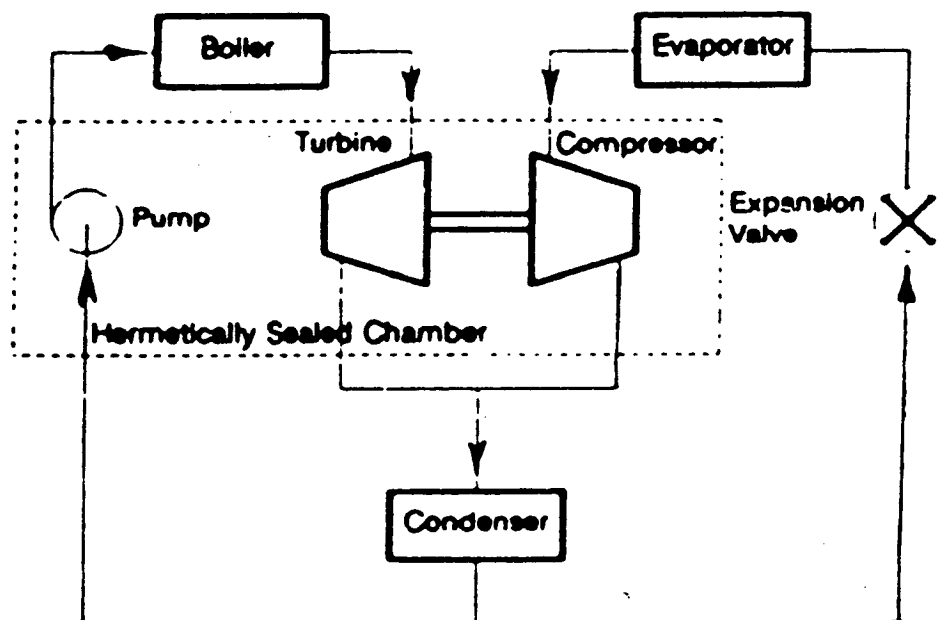 Boiler
Evaporator
Turbine
Compressor
Pump
Expansion
Valve
Hermetically Sealed Chamber
Condenser